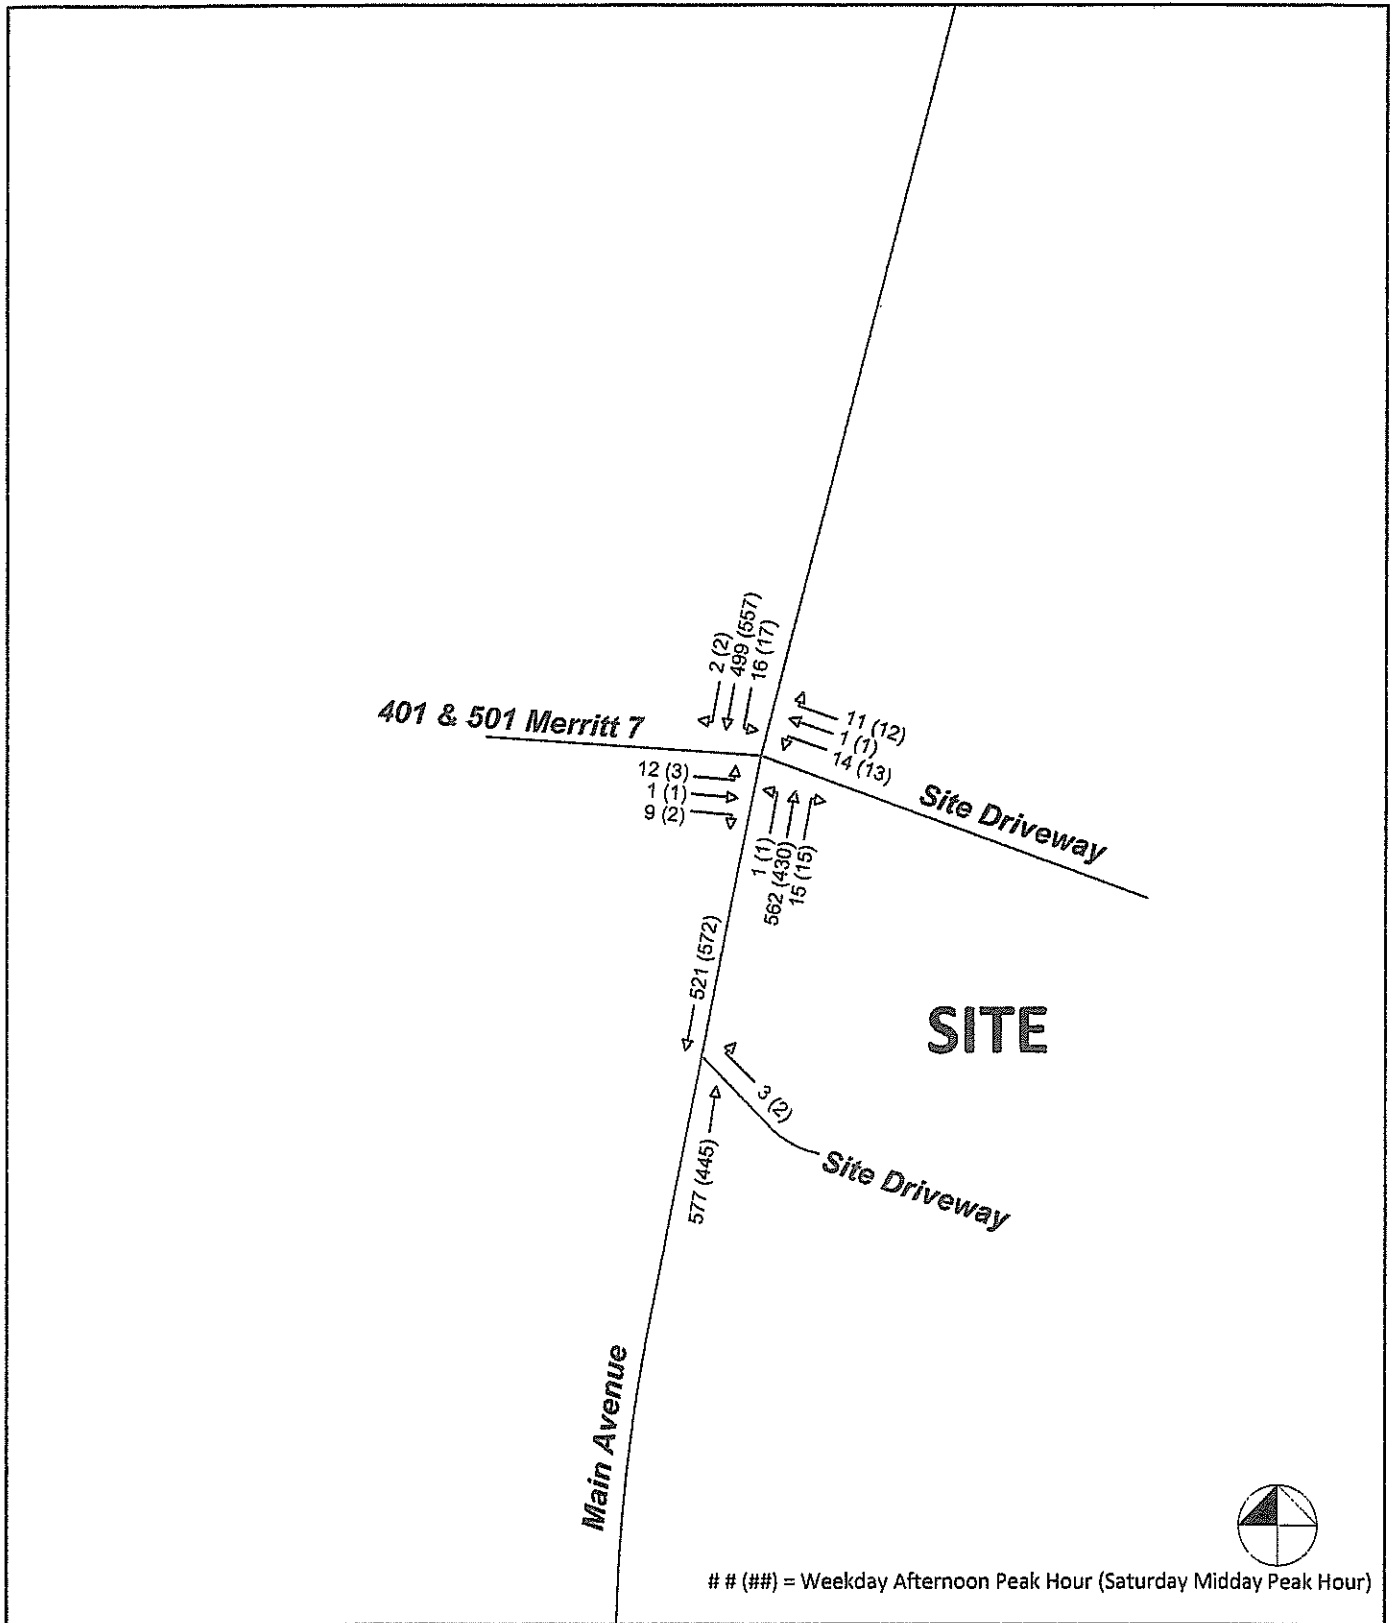 2 (2)
499 (557)
16 (17)
401 & 501 Merritt 7
11 (12)
1 (1)
14 (13)
12 (3)
1 (1)
9 (2)
Site Driveway
1 (1)
562 (430)
15 (15)
521 (572)
SITE
3 (2)
577 (445)
Site Driveway
Main Avenue
# # (##) = Weekday Afternoon Peak Hour (Saturday Midday Peak Hour)